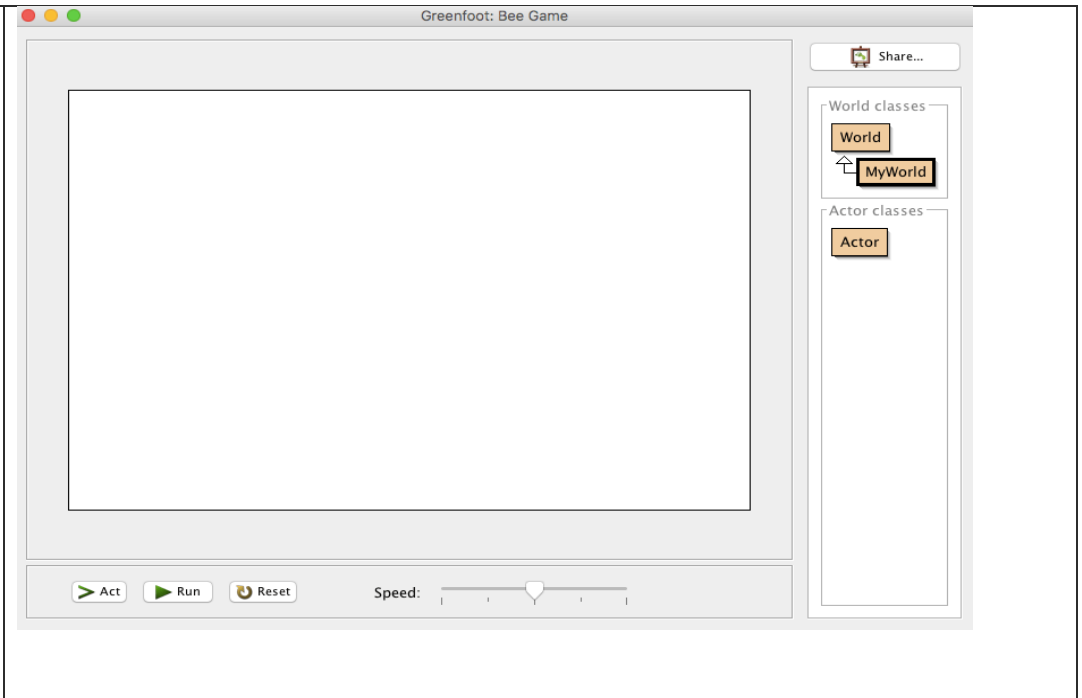 Greenfoot: Bee Game
Share...
World classes
World
MyWorld
Actor classes
Actor
Act
Run
Reset
Speed: